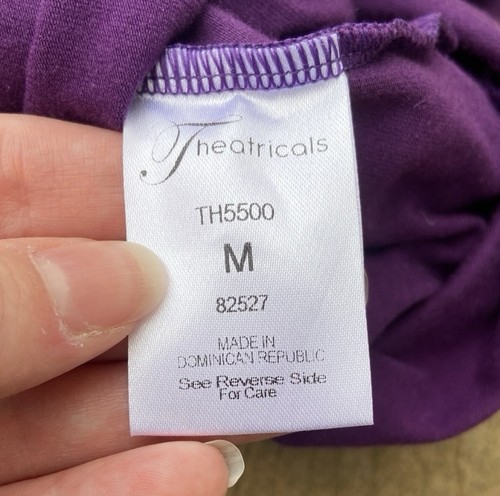 Theatricals
TH5500
M
82527
MADE IN
DOMINICAN REPUBLIC
See Reverse Side
For Care